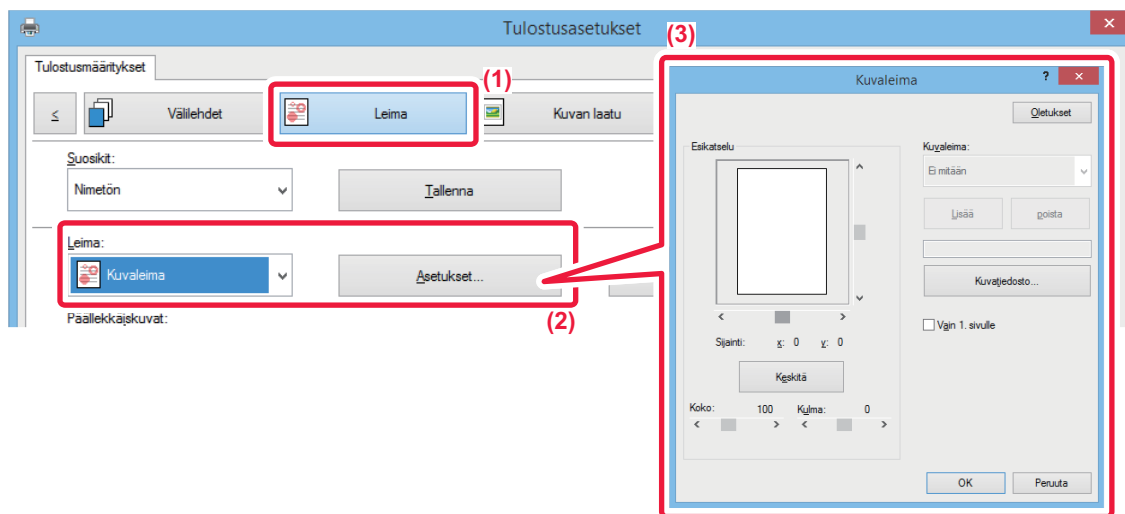 Tulostusasetukset
Tulostusmääritykset
(1)
(3)
≤
Välilehdet
Leima
Kuvan laatu
Suosikit:
Nimetön
Tallenna
Leima:
Kuvaleima
Asetukset...
(2)
Päällekkäiskuvat:
Kuvaleima
?
Oletukset
Esikatselu
Kuvaleima:
Ei mitään
Lisää
poista
Kuvatiedosto...
Vain 1. sivulle
Sijainti: x: 0 y: 0
Keskitä
Koko: 100 Kulma: 0
OK
Peruuta